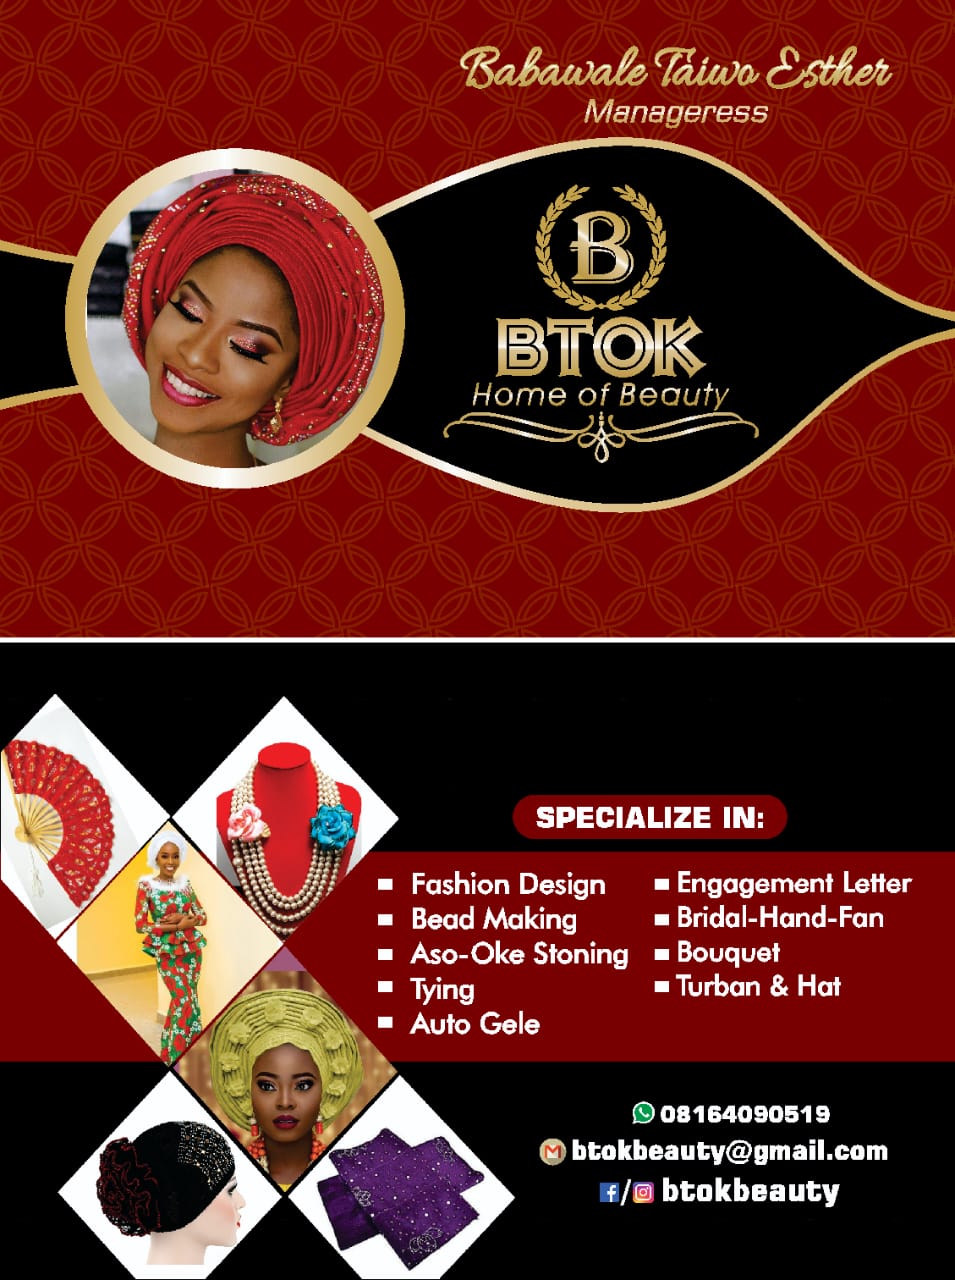 Babawale Taiwo Esther
Manageress
B
BTOK
Home of Beauty
SPECIALIZE IN:
Fashion Design
Bead Making
Aso-Oke Stoning
Tying
Auto Gele
Engagement Letter
Bridal-Hand-Fan
Bouquet
Turban & Hat
08164090519
btokbeauty@gmail.com
f/ btokbeauty